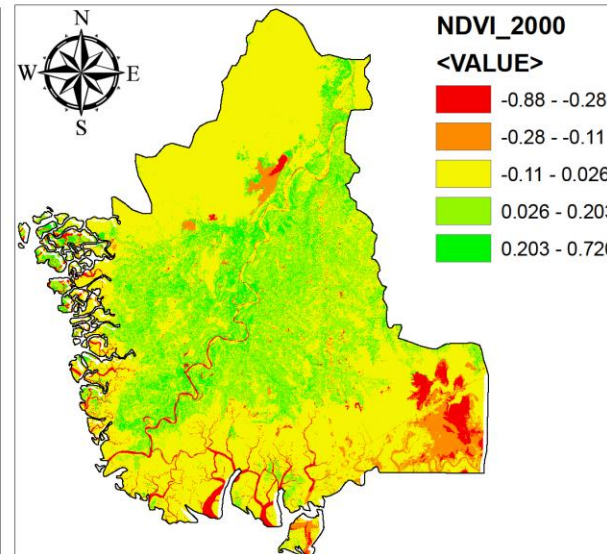 N
W E
S
NDVI_2000
<VALUE>
-0.88 - -0.28
-0.28 - -0.11
-0.11 - 0.026
0.026 - 0.203
0.203 - 0.720